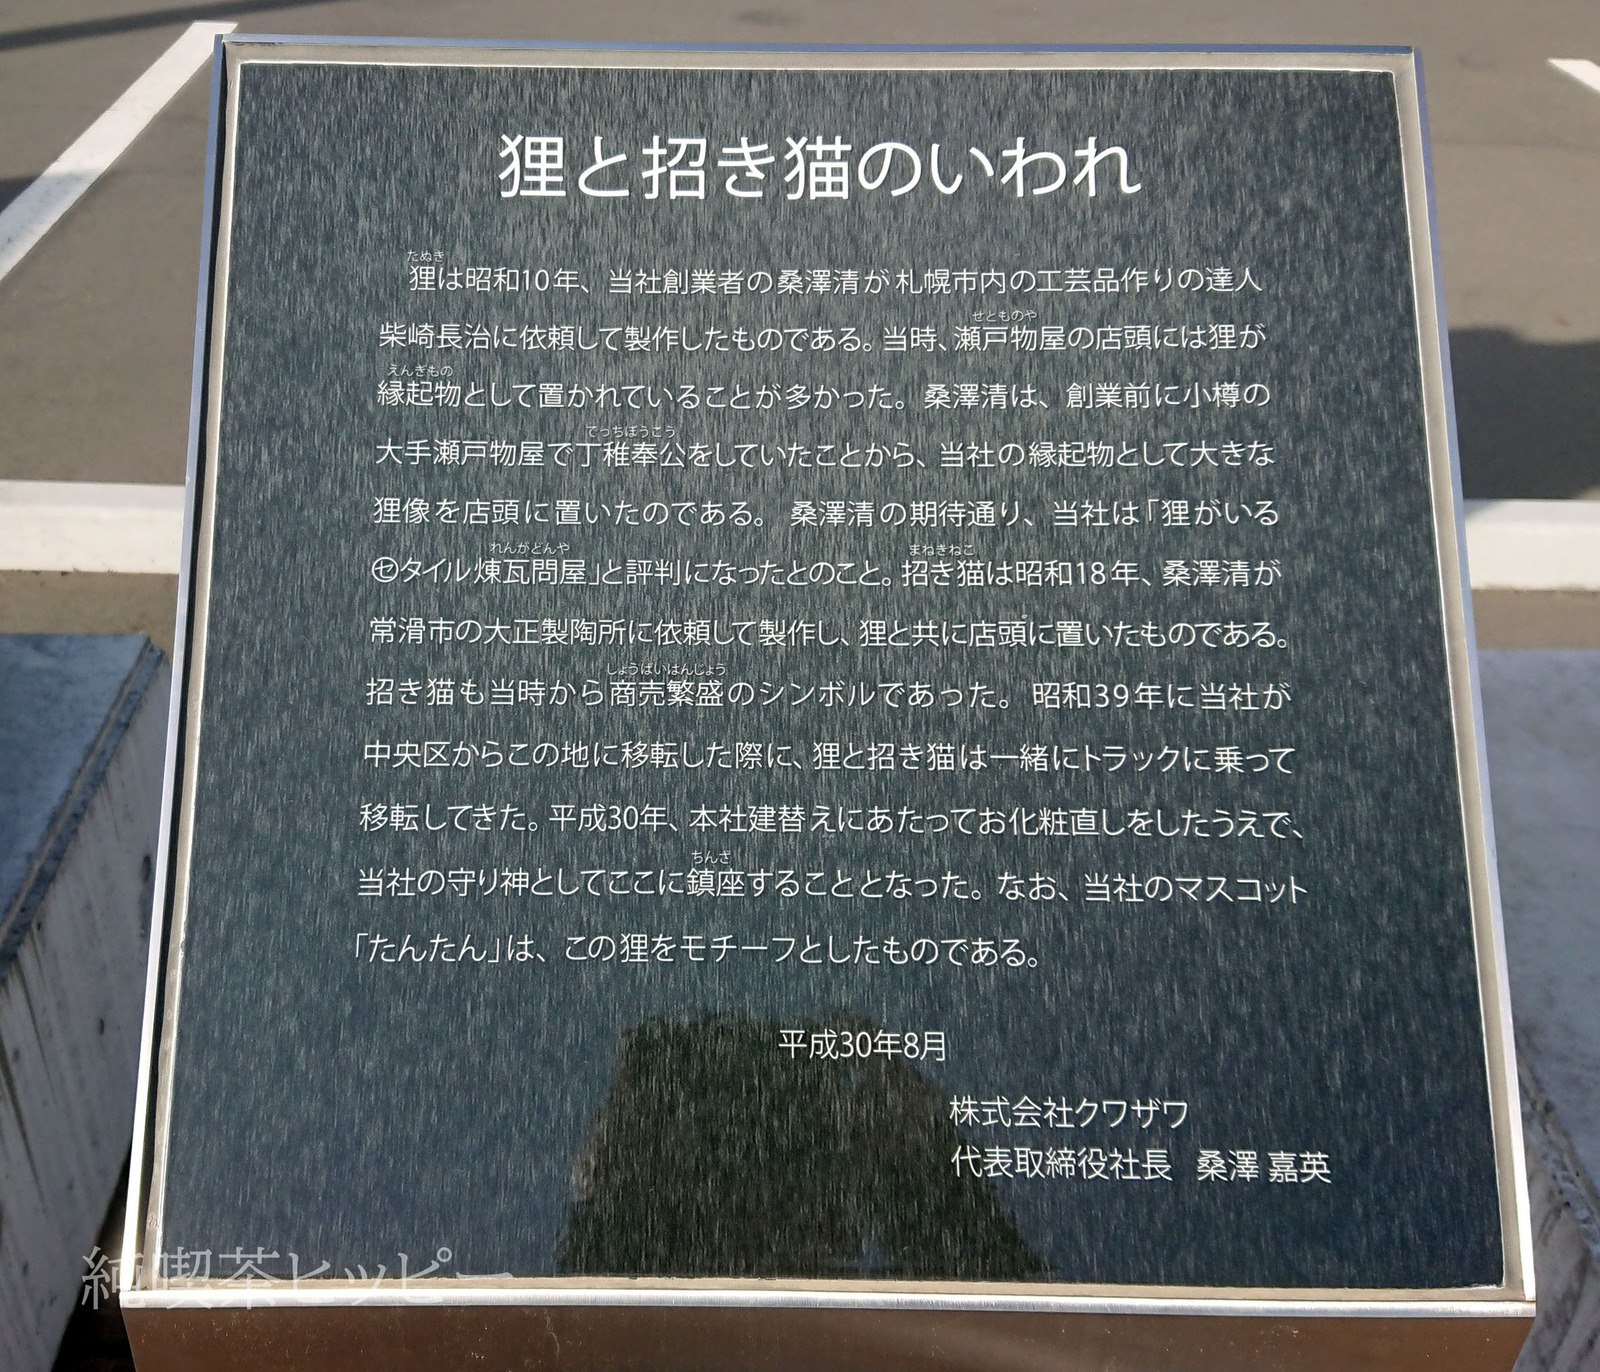 狸と招き猫のいわれ
たぬき
狸は昭和10年、当社創業者の桑澤清が札幌市内の工芸品作りの達人
せとものや
柴崎長治に依頼して製作したものである。当時、瀬戸物屋の店頭には狸が
えんぎもの
縁起物として置かれていることが多かった。桑澤清は、創業前に小樽の
でっちぼうこう
大手瀬戸物屋で丁稚奉公をしていたことから、当社の縁起物として大きな
狸像を店頭に置いたのである。桑澤清の期待通り、当社は「狸がいる
れんがどんや まねきねこ
㋝タイル煉瓦問屋」と評判になったとのこと。招き猫は昭和18年、桑澤清が
常滑市の大正製陶所に依頼して製作し、狸と共に店頭に置いたものである。
しょうばいはんじょう
招き猫も当時から商売繁盛のシンボルであった。昭和39年に当社が
中央区からこの地に移転した際に、狸と招き猫は一緒にトラックに乗って
移転してきた。平成30年、本社建替えにあたってお化粧直しをしたうえで、
ちんざ
当社の守り神としてここに鎮座することとなった。なお、当社のマスコット
「たんたん」は、この狸をモチーフとしたものである。
平成30年8月
株式会社クワザワ
代表取締役社長 桑澤 嘉英
純喫茶ヒッピー